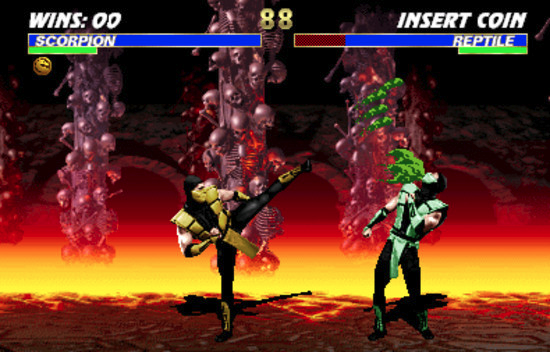 WINS: 00
88
INSERT COIN
SCORPION
REPTILE